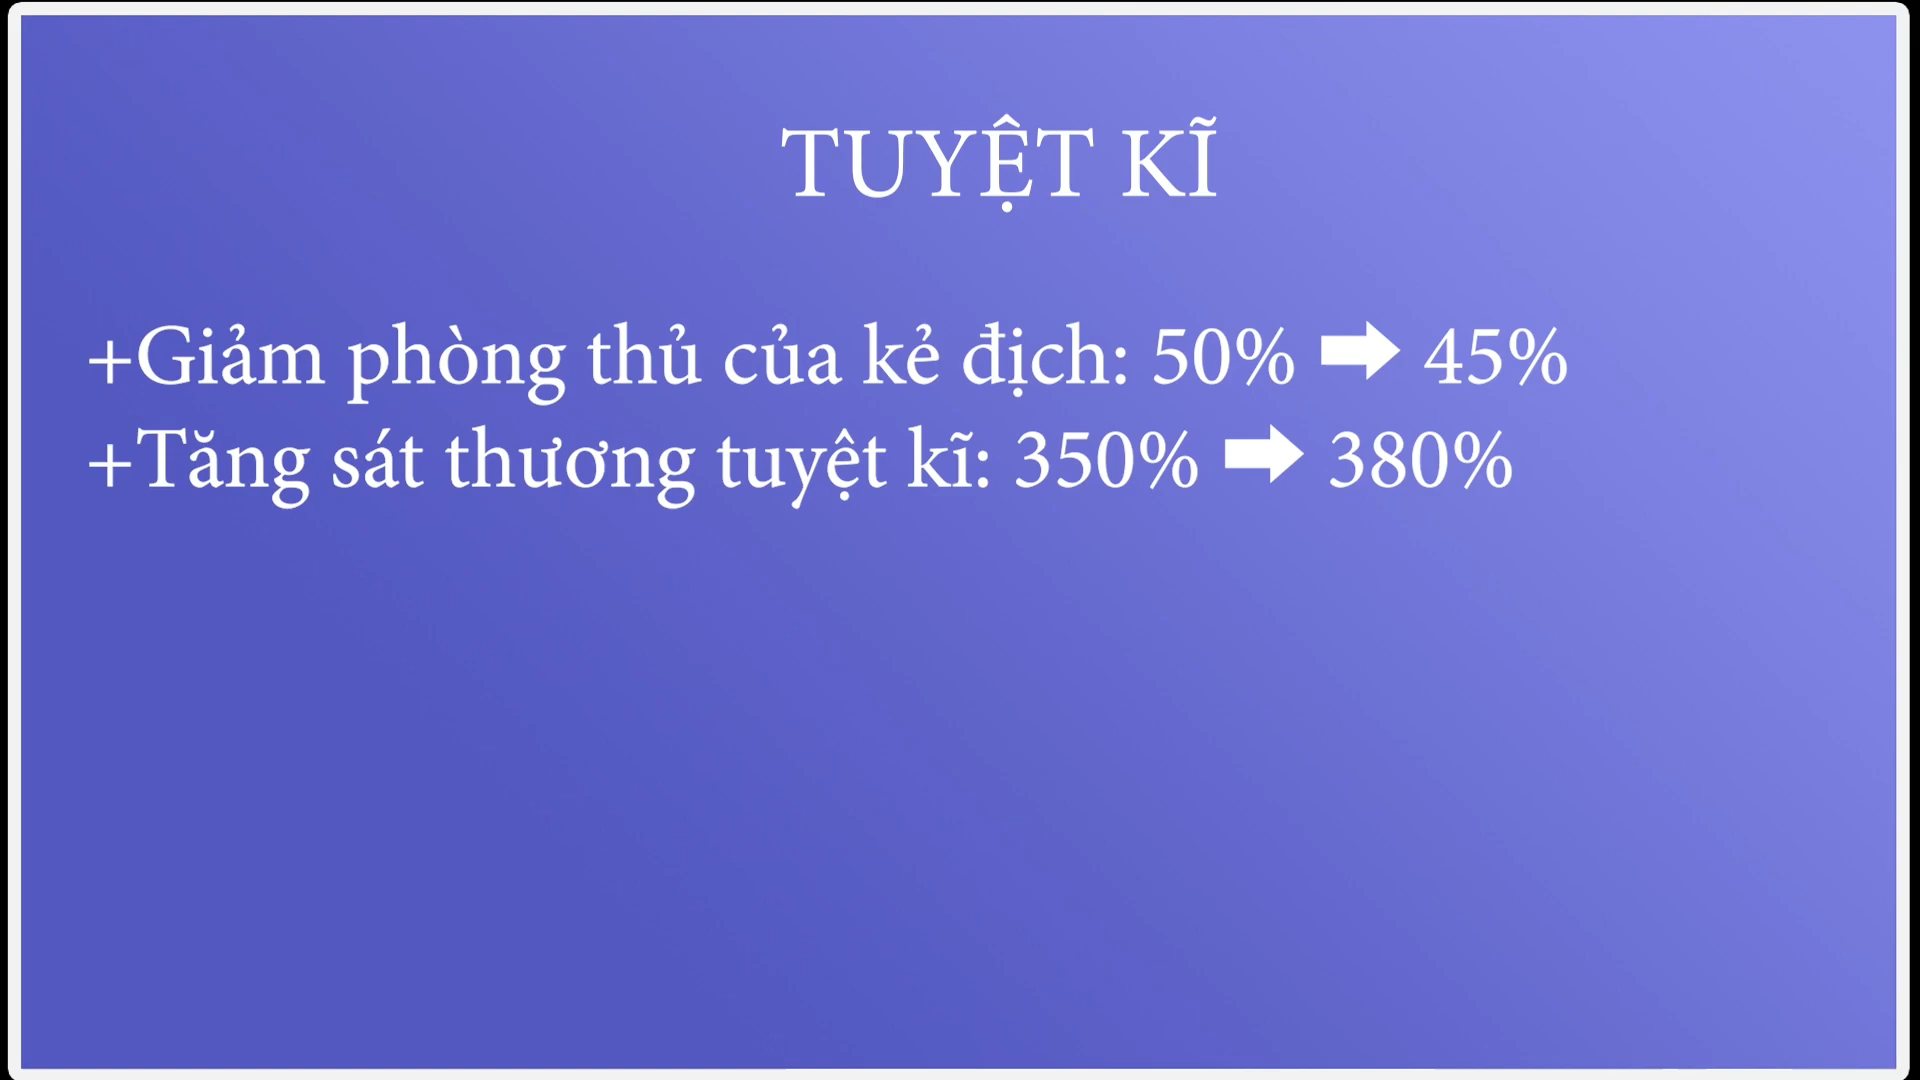 TUYỆT KĨ
+Giảm phòng thủ của kẻ địch: 50% ➡ 45%
+Tăng sát thương tuyệt kĩ: 350% ➡ 380%